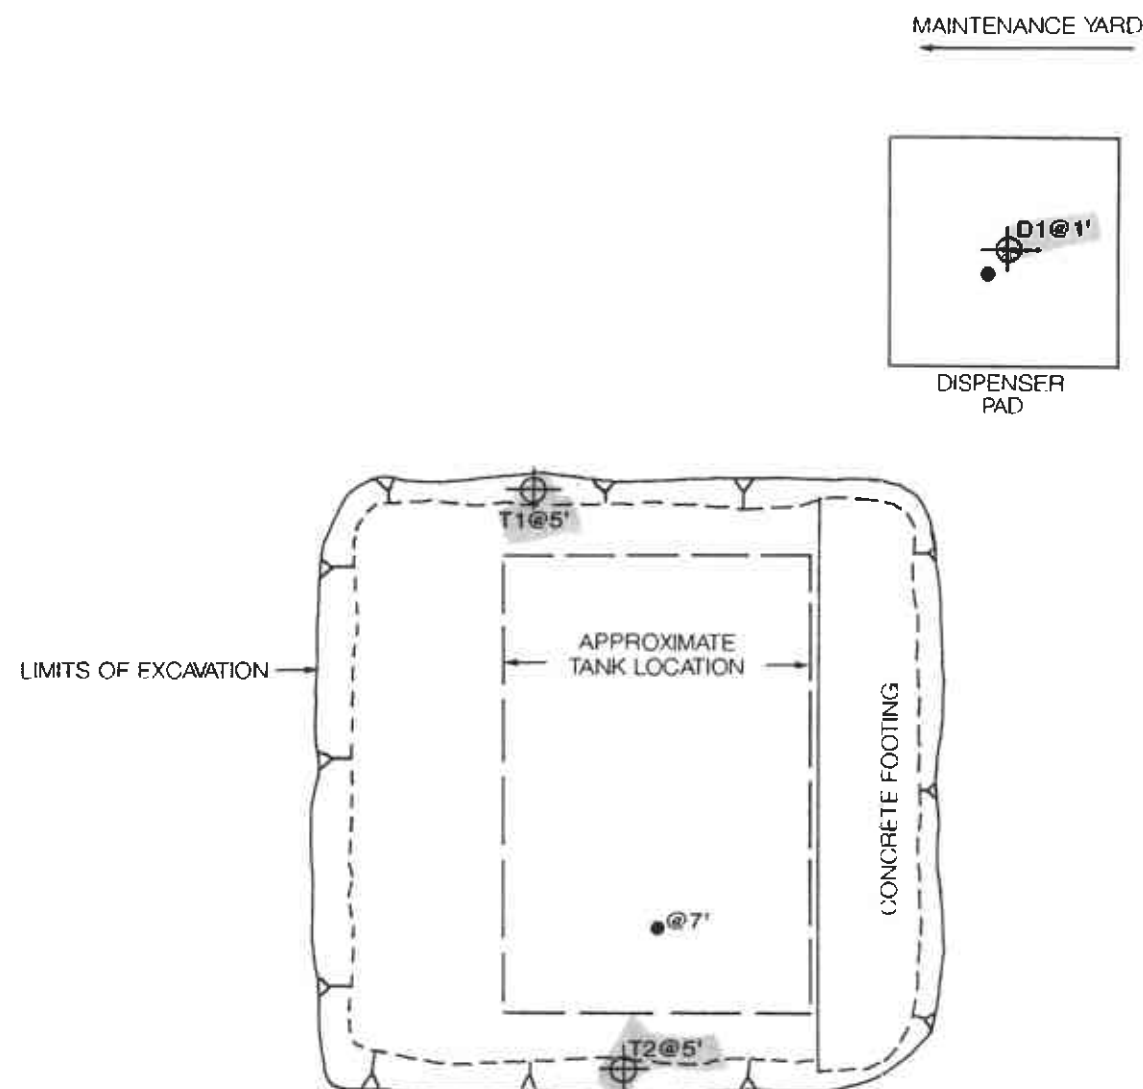 MAINTENANCE YARD
D1@1'
DISPENSER
PAD
T1@5'
APPROXIMATE
TANK LOCATION
LIMITS OF EXCAVATION
CONCRETE FOOTING
@7'
T2@5'